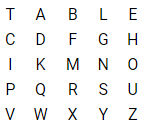 T A B L E
C D F G H
I K M N O
P Q R S U
V W X Y Z